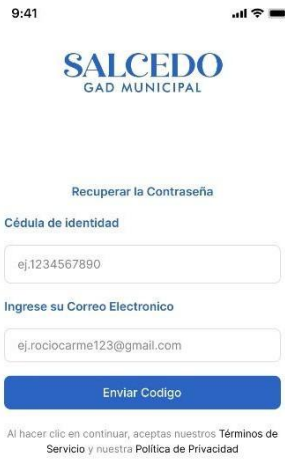 9:41
SALCEDO
GAD MUNICIPAL
Recuperar la Contraseña
Cédula de identidad
ej.1234567890
Ingrese su Correo Electronico
ej.rociocarme123@gmail.com
Enviar Codigo
Al hacer clic en continuar, aceptas nuestros Términos de
Servicio y nuestra Política de Privacidad